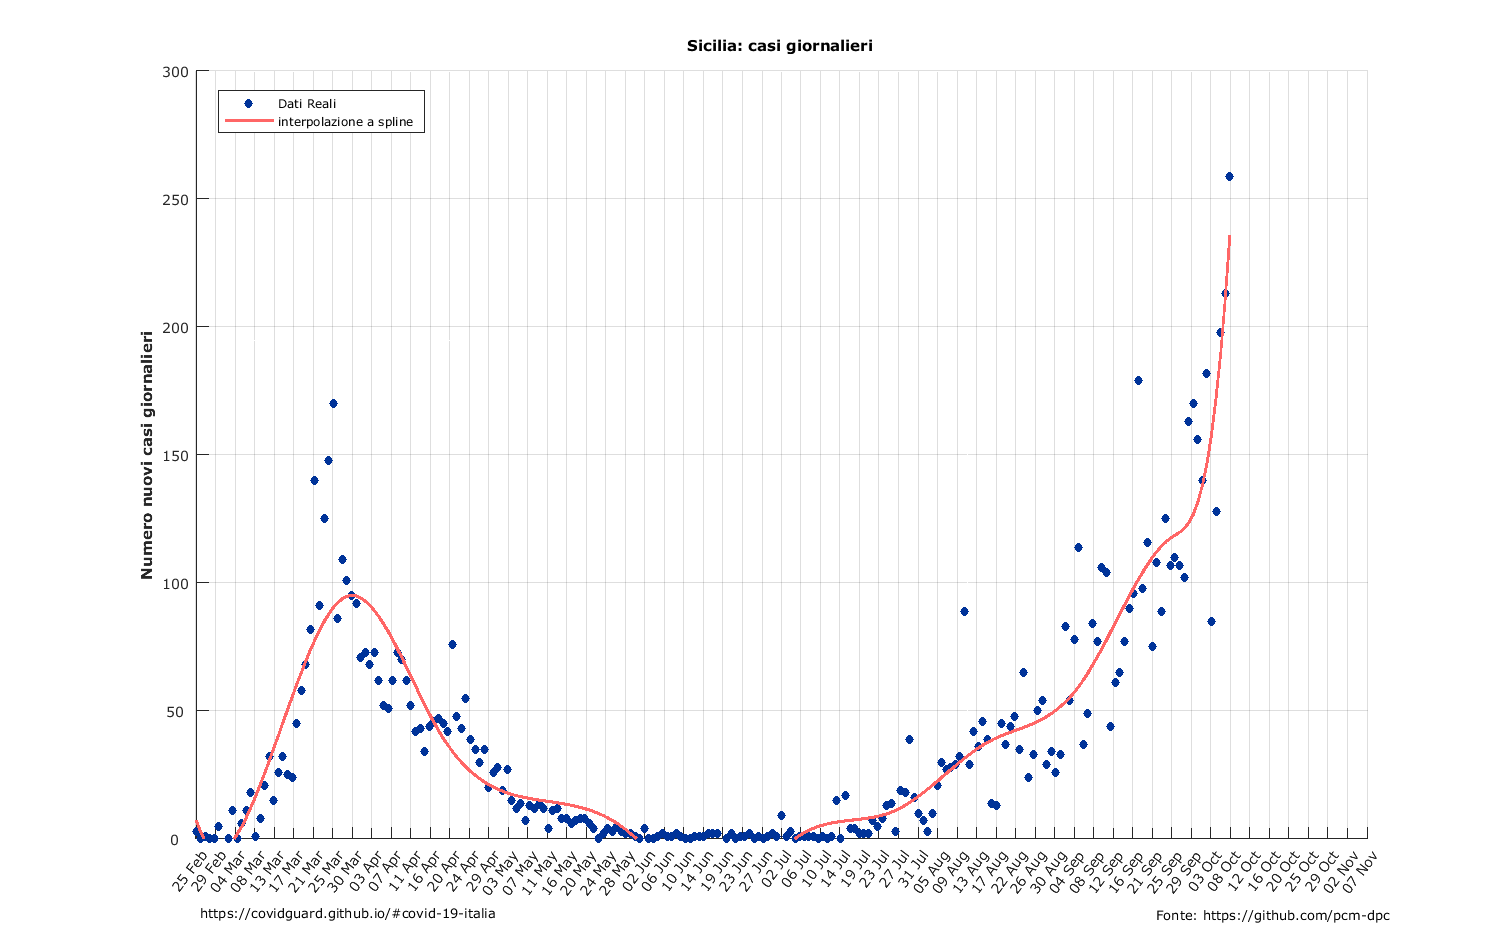 Sicilia: casi giornalieri
300
250
200
150
100
50
0
Numero nuovi casi giornalieri
Dati Reali
interpolazione a spline
25 Feb
29 Feb
04 Mar
08 Mar
13 Mar
17 Mar
21 Mar
25 Mar
30 Mar
03 Apr
07 Apr
11 Apr
16 Apr
20 Apr
24 Apr
29 Apr
03 May
07 May
11 May
16 May
20 May
24 May
28 May
02 Jun
06 Jun
10 Jun
14 Jun
19 Jun
23 Jun
27 Jun
02 Jul
06 Jul
10 Jul
14 Jul
19 Jul
23 Jul
27 Jul
31 Jul
05 Aug
09 Aug
13 Aug
17 Aug
22 Aug
26 Aug
30 Aug
04 Sep
08 Sep
12 Sep
16 Sep
21 Sep
25 Sep
29 Sep
03 Oct
08 Oct
12 Oct
16 Oct
20 Oct
25 Oct
29 Oct
02 Nov
07 Nov
https://covidguard.github.io/#covid-19-italia
Fonte: https://github.com/pcm-dpc